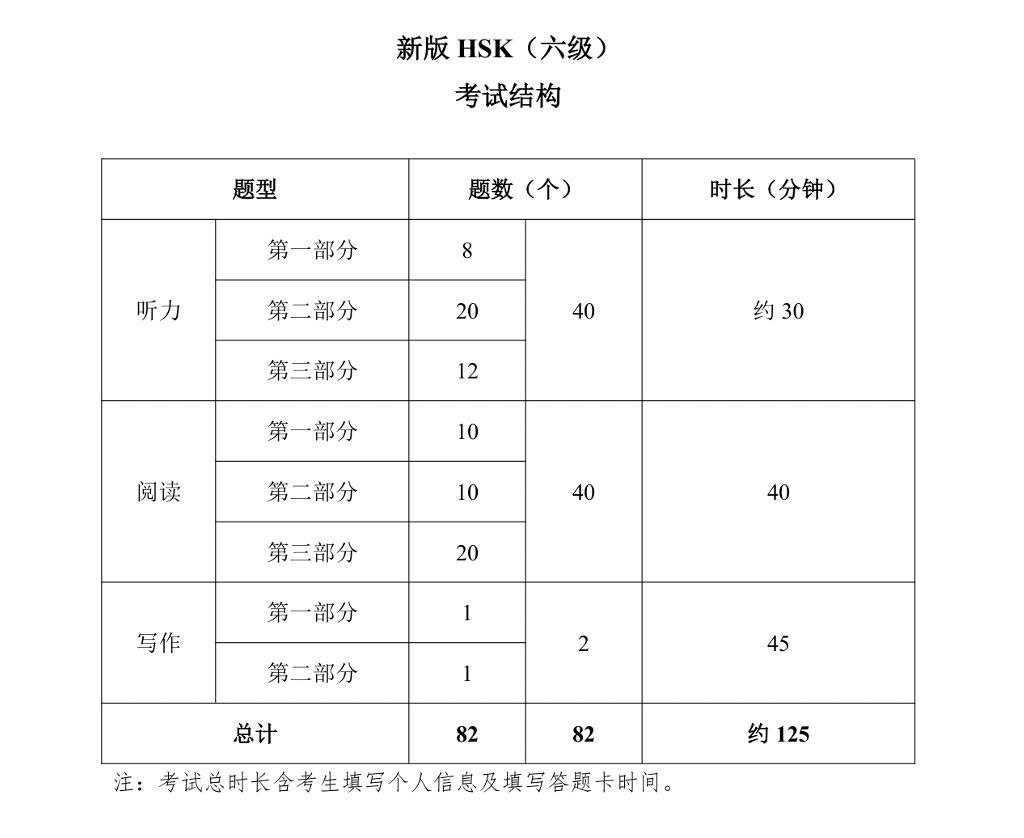 新版 HSK（六级）
考试结构
题型 题数（个） 时长（分钟）
听力 第一部分 8 40 约 30
第二部分 20
第三部分 12
阅读 第一部分 10 40 40
第二部分 10
第三部分 20
写作 第一部分 1 2 45
第二部分 1
总计 82 82 约 125
注：考试总时长含考生填写个人信息及填写答题卡时间。